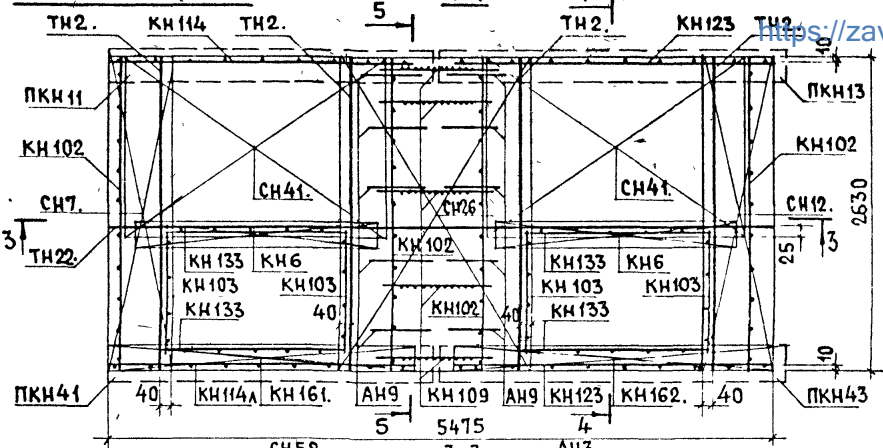 5
ТН2. КН114 ТН2. ТН2. КН123 ТН2
https://zav
10
ПКН11 ПКН13
КН102 КН102
СН41. СН41.
СН7. СН26 СН12.
2630
3 3
КН102
ТН22. 25
КН133 КН6 КН133 КН6
КН103 КН103 КН103 КН103
КН133 40 КН102 40 КН133
10
ПКН41 40 КН114л КН161. АН9 КН109 АН9 КН123 КН162. 40 ПКН43
5 5475 4